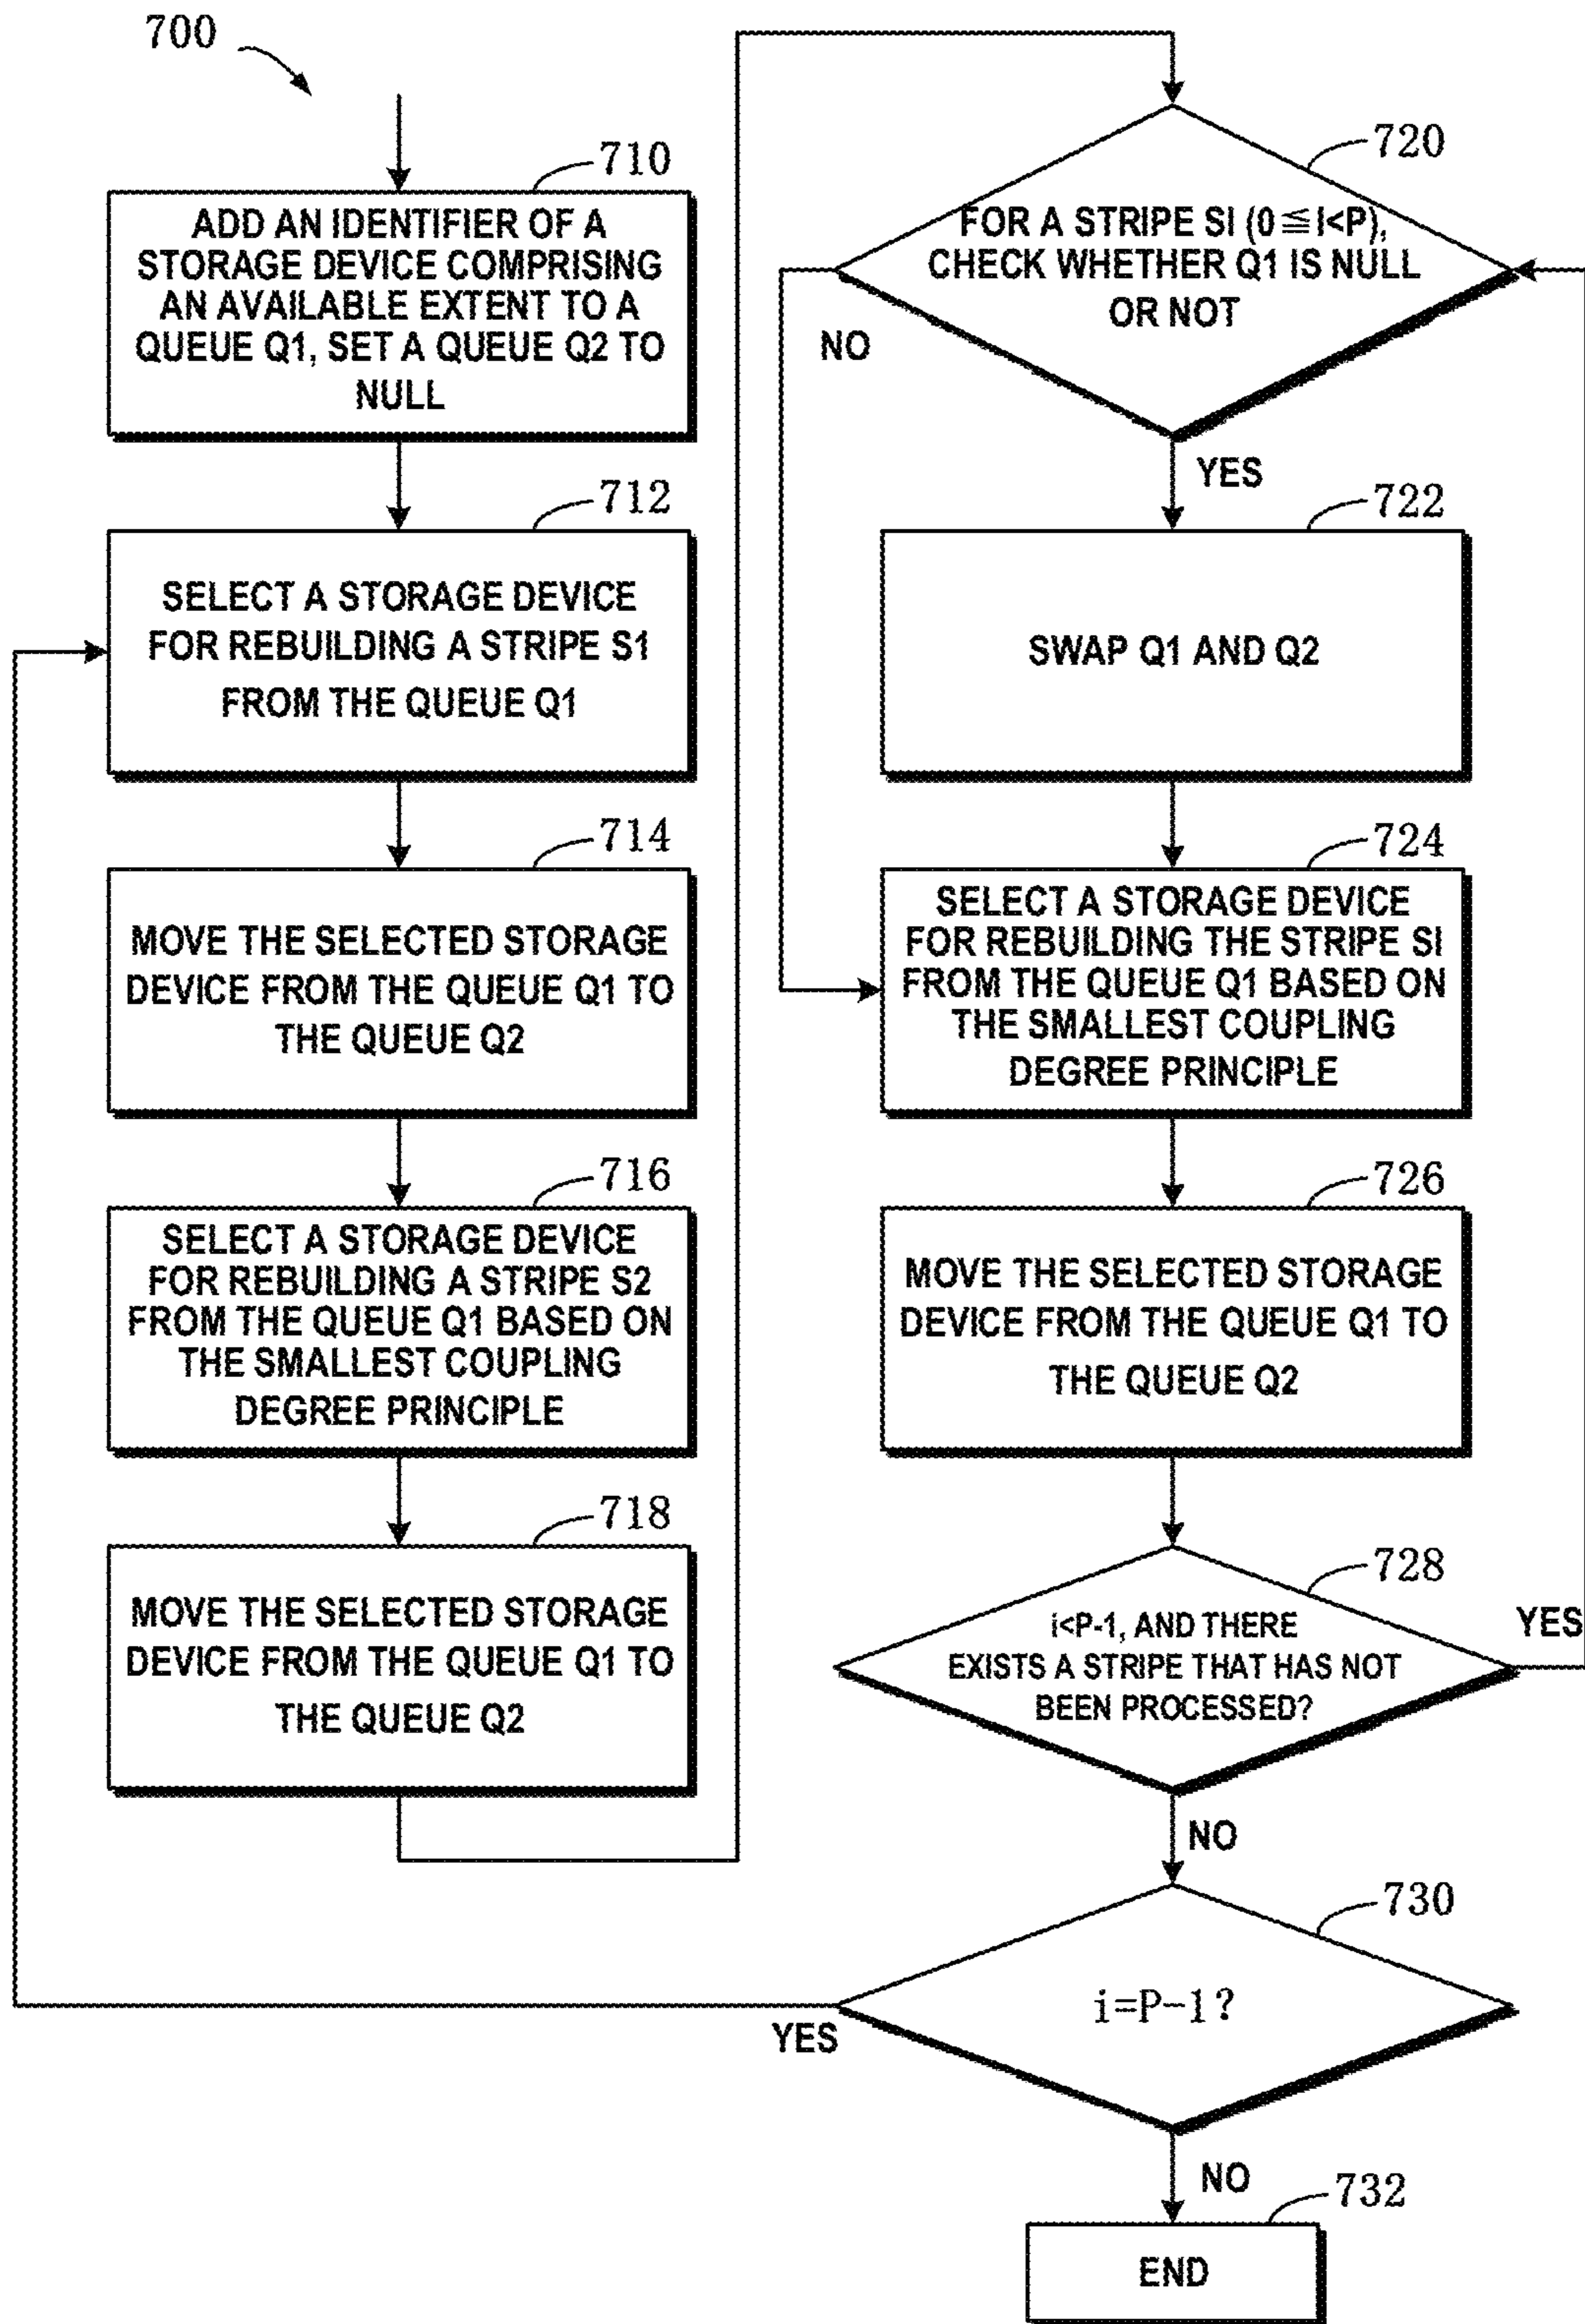 700
710
ADD AN IDENTIFIER OF A
STORAGE DEVICE COMPRISING
AN AVAILABLE EXTENT TO A
QUEUE Q1, SET A QUEUE Q2 TO
NULL
712
SELECT A STORAGE DEVICE
FOR REBUILDING A STRIPE S1
FROM THE QUEUE Q1
714
MOVE THE SELECTED STORAGE
DEVICE FROM THE QUEUE Q1 TO
THE QUEUE Q2
716
SELECT A STORAGE DEVICE
FOR REBUILDING A STRIPE S2
FROM THE QUEUE Q1 BASED ON
THE SMALLEST COUPLING
DEGREE PRINCIPLE
718
MOVE THE SELECTED STORAGE
DEVICE FROM THE QUEUE Q1 TO
THE QUEUE Q2
720
FOR A STRIPE SI (0≦I<P),
CHECK WHETHER Q1 IS NULL
OR NOT
NO
YES
722
SWAP Q1 AND Q2
724
SELECT A STORAGE DEVICE
FOR REBUILDING THE STRIPE SI
FROM THE QUEUE Q1 BASED ON
THE SMALLEST COUPLING
DEGREE PRINCIPLE
726
MOVE THE SELECTED STORAGE
DEVICE FROM THE QUEUE Q1 TO
THE QUEUE Q2
728
i<P-1, AND THERE
EXISTS A STRIPE THAT HAS NOT
BEEN PROCESSED?
YES
NO
730
i=P-1?
YES
NO
732
END